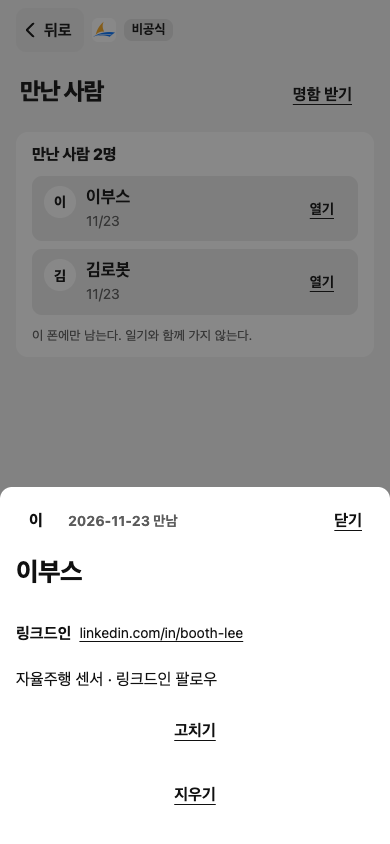 뒤로
비공식
만난 사람
명함 받기
만난 사람 2명
이
이부스
11/23
열기
김
김로봇
11/23
열기
이 폰에만 남는다. 일기와 함께 가지 않는다.
이
2026-11-23 만남
닫기
이부스
링크드인 linkedin.com/in/booth-lee
자율주행 센서 · 링크드인 팔로우
고치기
지우기